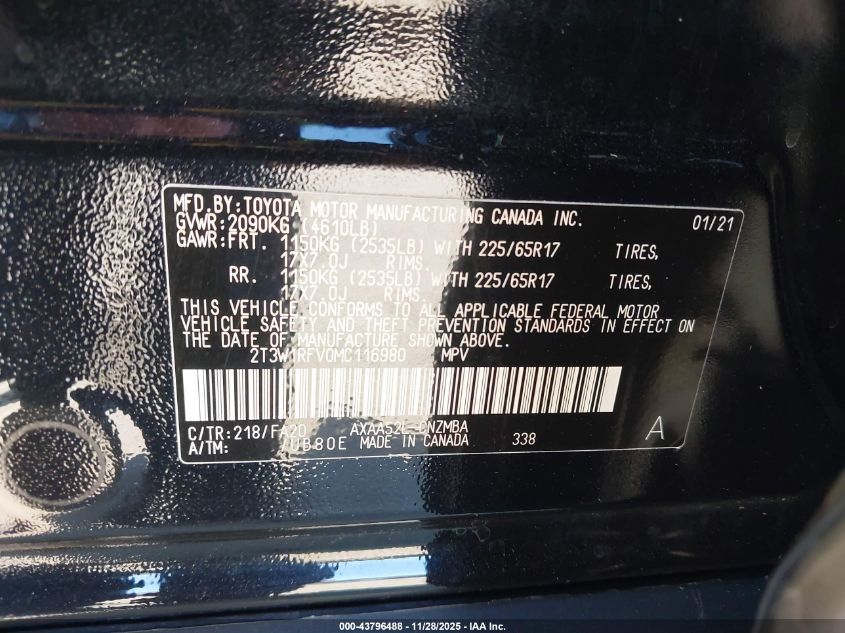 MFD.BY:TOYOTA MOTOR MANUFACTURING CANADA INC. 01/21
GVWR:2090KG (4610LB)
GAWR:FRT. 1150KG (2535LB) WITH 225/65R17 TIRES,
17X7.0J RIMS.
RR. 1150KG (2535LB) WITH 225/65R17 TIRES,
17X7.0J RIMS.
THIS VEHICLE CONFORMS TO ALL APPLICABLE FEDERAL MOTOR
VEHICLE SAFETY AND THEFT PREVENTION STANDARDS IN EFFECT ON
THE DATE OF MANUFACTURE SHOWN ABOVE.
2T3W1RFV0MC116980 MPV
C/TR:218/FA20 AXAA52L-CNZMBA
A/TM: UB80E MADE IN CANADA 338 A
000-43796488 - 11/28/2025 - IAA Inc.